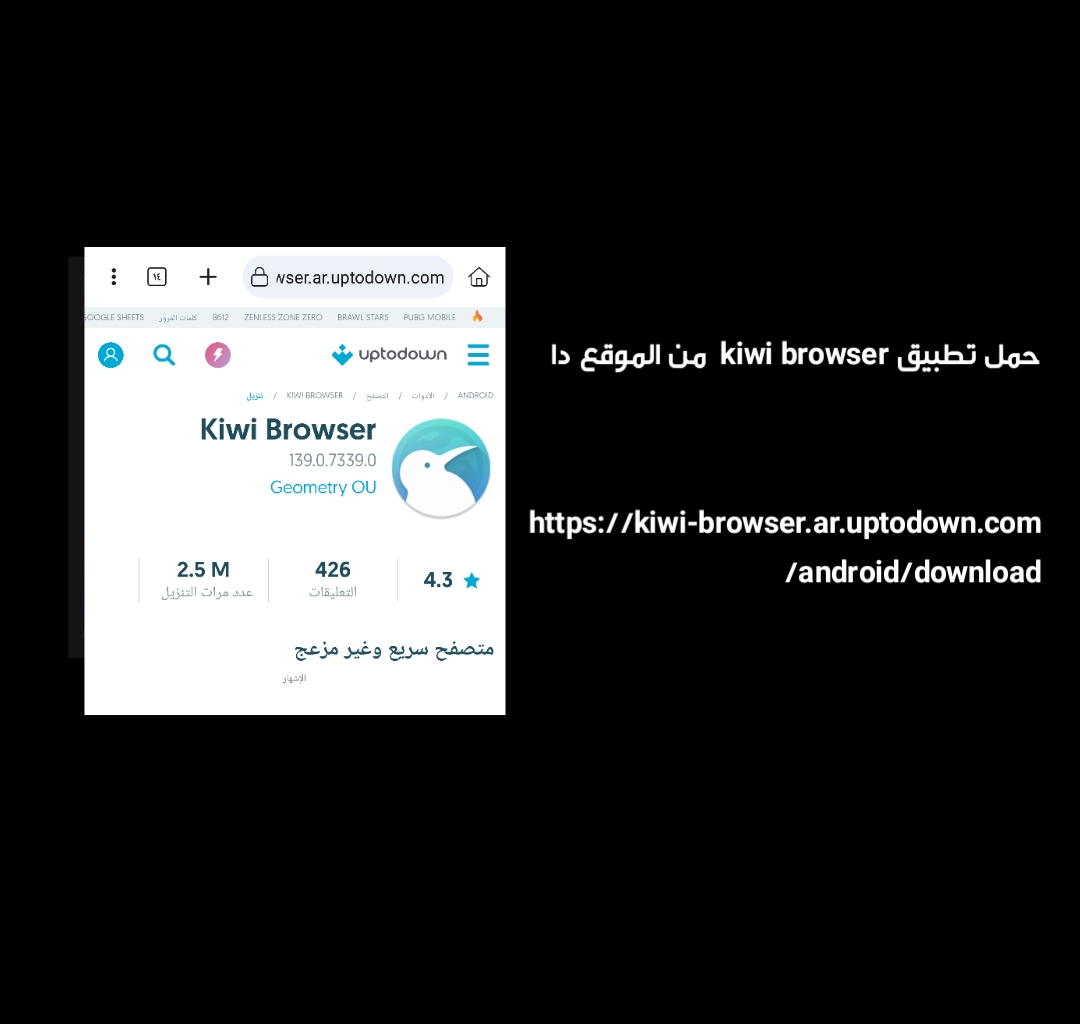 حمل تطبيق kiwi browser من الموقع دا
https://kiwi-browser.ar.uptodown.com
/android/download
wser.ar.uptodown.com
١٤
PUBG MOBILE BRAWL STARS ZENLESS ZONE ZERO B612 كلمات المرور GOOGLE SHEETS
uptodown
ANDROID / الأدوات / التصفح / KIWI BROWSER / تنزيل
Kiwi Browser
139.0.7339.0
Geometry OU
4.3
426
التعليقات
2.5 M
عدد مرات التنزيل
متصفح سريع وغير مزعج
الإشهار